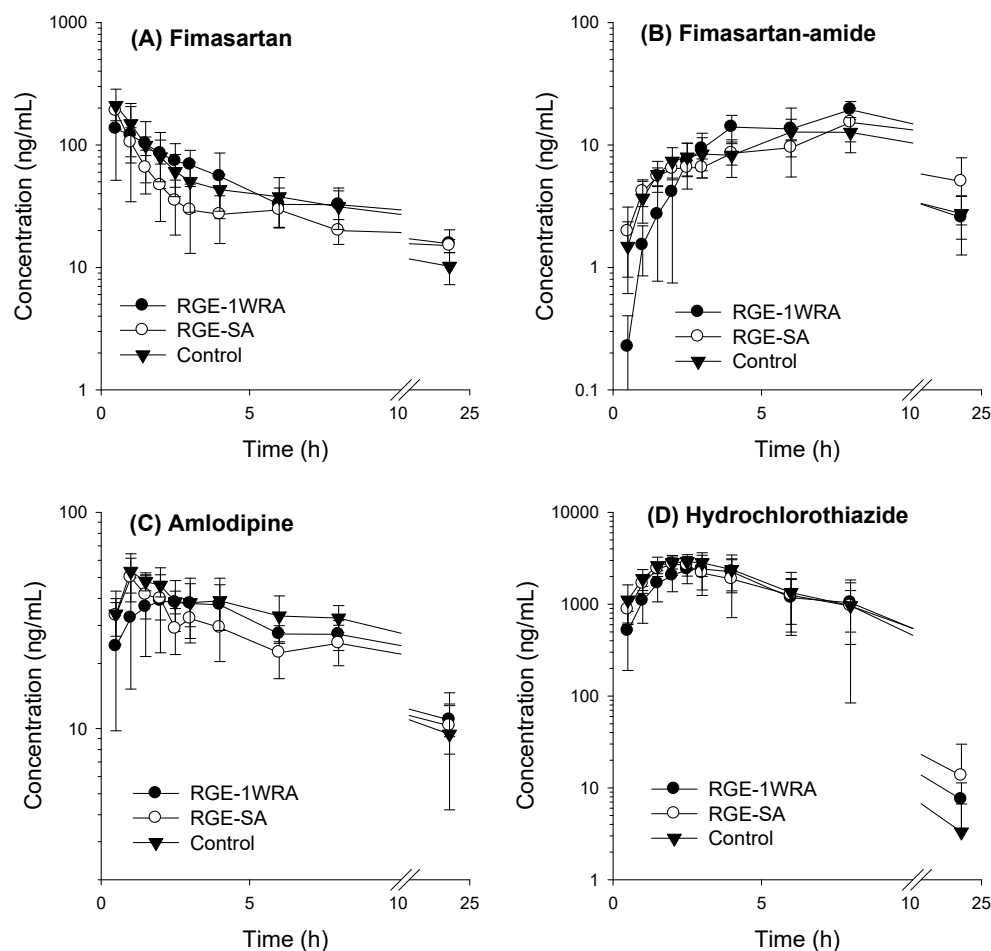 (A) Fimasartan
Concentration (ng/mL)
1000
100
10
1
RGE-1WRA
RGE-SA
Control
0 5 10 25
Time (h)
(B) Fimasartan-amide
Concentration (ng/mL)
100
10
1
0.1
RGE-1WRA
RGE-SA
Control
0 5 10 25
Time (h)
(C) Amlodipine
Concentration (ng/mL)
100
10
RGE-1WRA
RGE-SA
Control
0 5 10 25
Time (h)
(D) Hydrochlorothiazide
Concentration (ng/mL)
10000
1000
100
10
1
RGE-1WRA
RGE-SA
Control
0 5 10 25
Time (h)